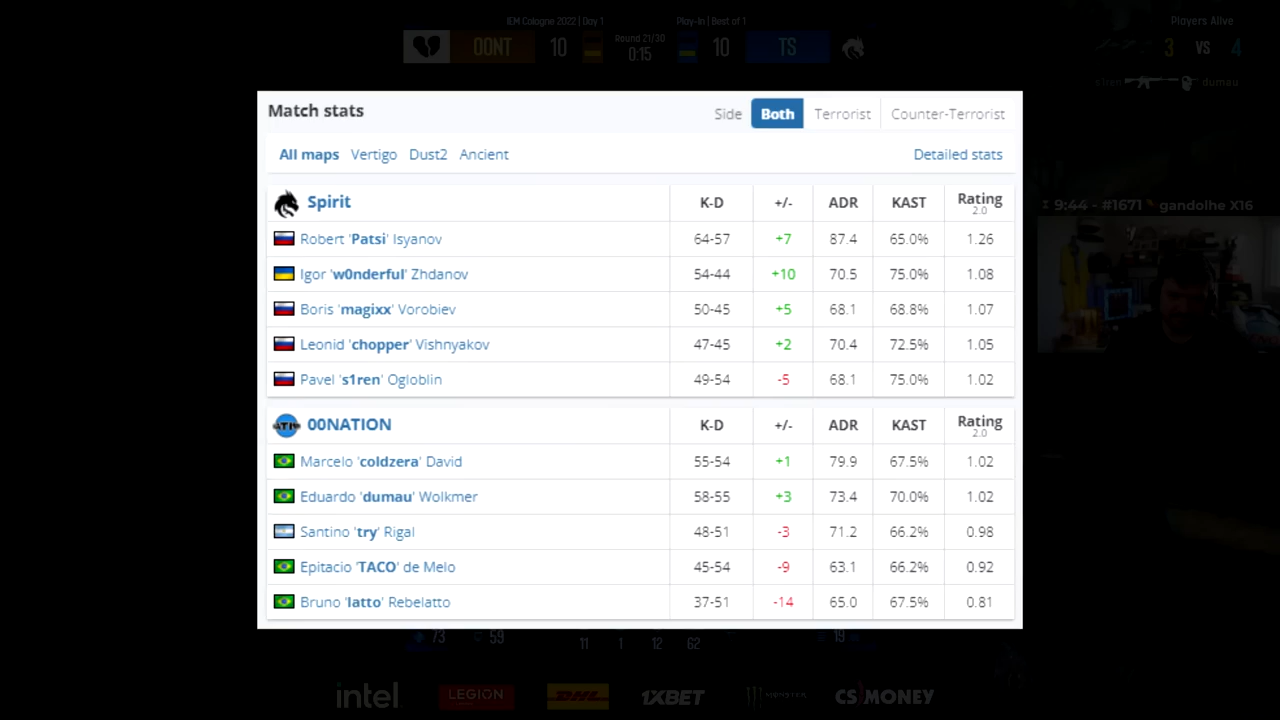 IEM Cologne 2022 | Day 1
Play-In | Best of 1
Players Alive
OONT 10 Round 21/30 10 TS
0:15
3 VS 4
s1ren dumau
Match stats
Side Both Terrorist Counter-Terrorist
All maps Vertigo Dust2 Ancient Detailed stats
Spirit K-D +/- ADR KAST Rating 2.0
Robert 'Patsi' Isyanov 64-57 +7 87.4 65.0% 1.26
Igor 'w0nderful' Zhdanov 54-44 +10 70.5 75.0% 1.08
Boris 'magixx' Vorobiev 50-45 +5 68.1 68.8% 1.07
Leonid 'chopper' Vishnyakov 47-45 +2 70.4 72.5% 1.05
Pavel 's1ren' Ogloblin 49-54 -5 68.1 75.0% 1.02
00NATION K-D +/- ADR KAST Rating 2.0
Marcelo 'coldzera' David 55-54 +1 79.9 67.5% 1.02
Eduardo 'dumau' Wolkmer 58-55 +3 73.4 70.0% 1.02
Santino 'try' Rigal 48-51 -3 71.2 66.2% 0.98
Epitacio 'TACO' de Melo 45-54 -9 63.1 66.2% 0.92
Bruno 'latto' Rebelatto 37-51 -14 65.0 67.5% 0.81
9:44 - #1671 gandolhe X16
73 59 11 1 12 62 19
intel LEGION DHL 1XBET MONSTER CS MONEY